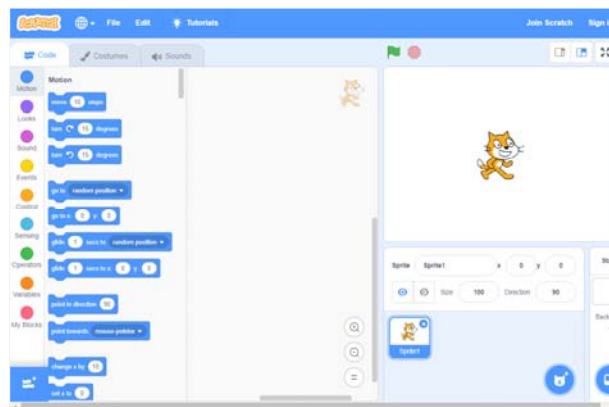 SCRATCH File Edit Tutorials Join Scratch Sign i
Code Costumes Sounds
Motion
Motion
move 10 steps
Looks
turn 15 degrees
Sound
turn 15 degrees
Events
go to random position
Control
go to x: 0 y: 0
Sensing
glide 1 secs to random position
Operators
glide 1 secs to x: 0 y: 0
Variables
point in direction 90
My Blocks
point towards mouse-pointer
change x by 10
set x to 0
Sprite Sprite1 x 0 y 0
Size 100 Direction 90
Sprite1